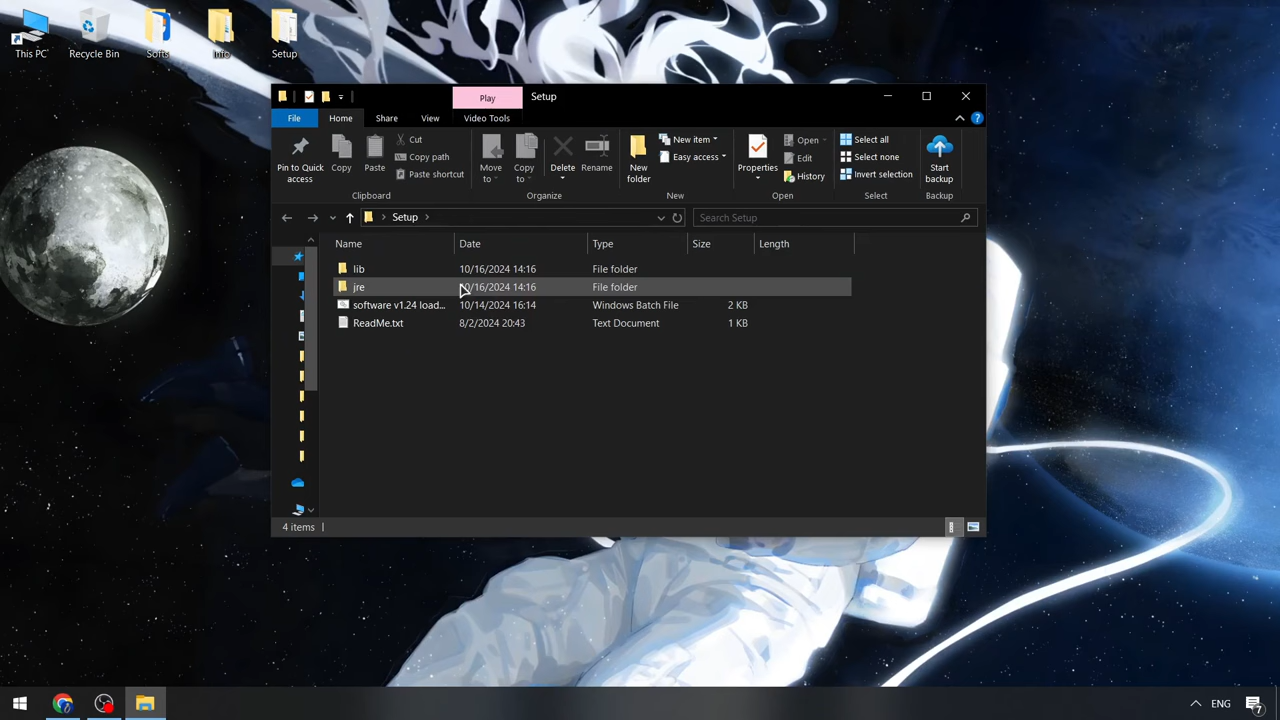 This PC
Recycle Bin
Softs
Info
Setup
Play
Setup
File
Home
Share
View
Video Tools
Pin to Quick access
Copy
Paste
Cut
Copy path
Paste shortcut
Clipboard
Move to
Copy to
Delete
Rename
Organize
New folder
New item
Easy access
New
Properties
Open
Edit
History
Open
Select all
Select none
Invert selection
Select
Start backup
Backup
Setup
Search Setup
Name Date Type Size Length
lib 10/16/2024 14:16 File folder
jre 10/16/2024 14:16 File folder
software v1.24 load... 10/14/2024 16:14 Windows Batch File 2 KB
ReadMe.txt 8/2/2024 20:43 Text Document 1 KB
4 items
ENG
7